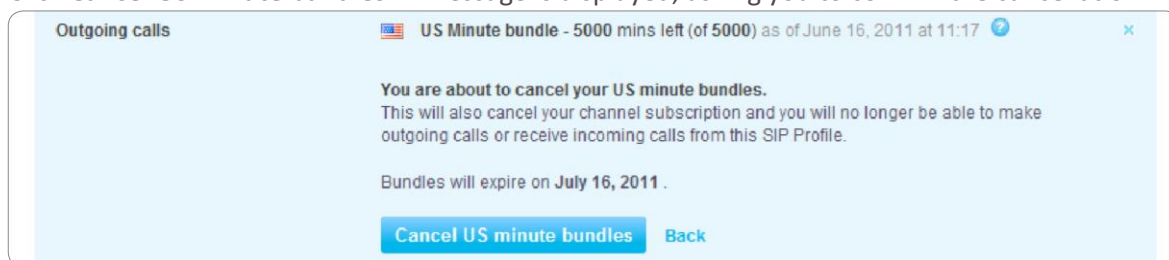 Outgoing calls
US Minute bundle - 5000 mins left (of 5000) as of June 16, 2011 at 11:17 ?
×
You are about to cancel your US minute bundles.
This will also cancel your channel subscription and you will no longer be able to make
outgoing calls or receive incoming calls from this SIP Profile.
Bundles will expire on July 16, 2011 .
Cancel US minute bundles Back